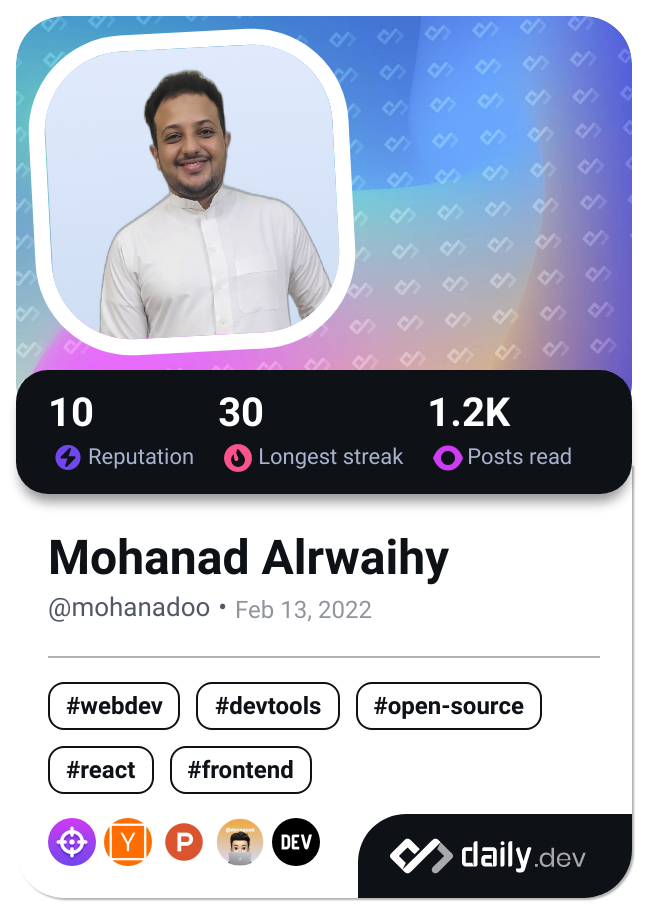 10 30 1.2K
Reputation Longest streak Posts read
Mohanad Alrwaihy
@mohanadoo • Feb 13, 2022
#webdev #devtools #open-source
#react #frontend
Y P DEV
daily.dev